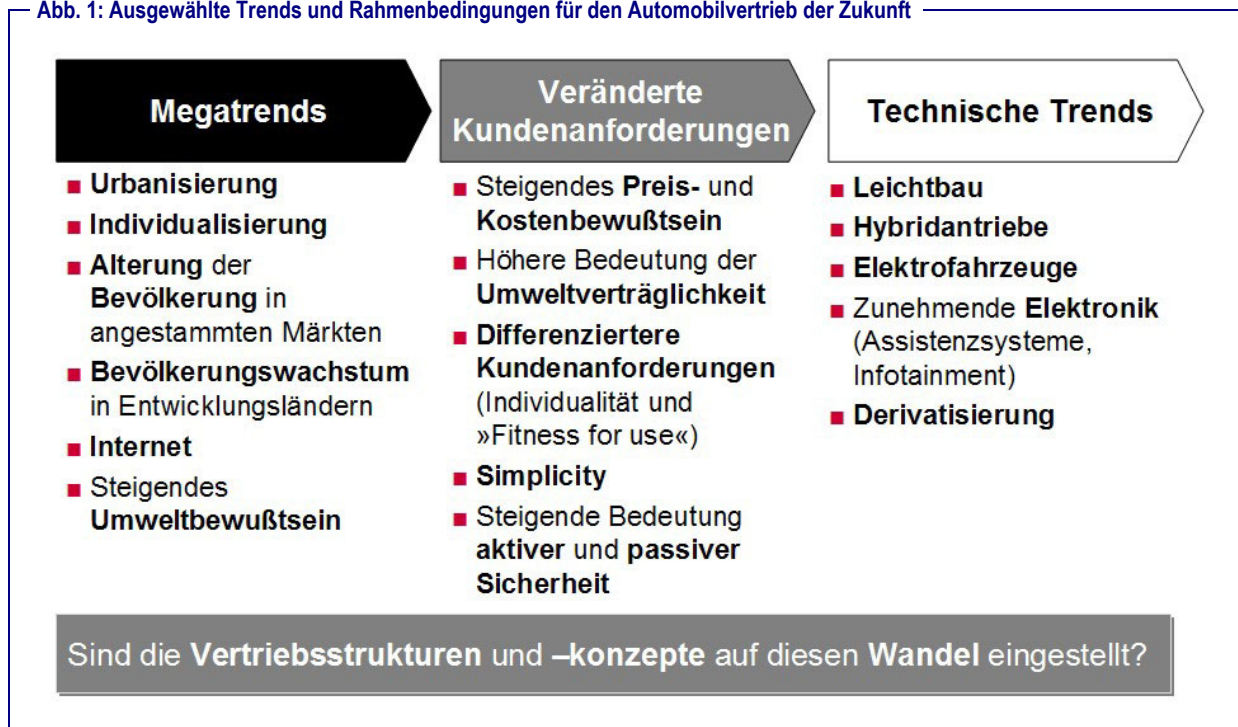 Abb. 1: Ausgewählte Trends und Rahmenbedingungen für den Automobilvertrieb der Zukunft
Megatrends
■ Urbanisierung
■ Individualisierung
■ Alterung der
Bevölkerung in
angestammten Märkten
■ Bevölkerungswachstum
in Entwicklungsländern
■ Internet
■ Steigendes
Umweltbewußtsein
Veränderte
Kundenanforderungen
■ Steigendes Preis- und
Kostenbewußtsein
■ Höhere Bedeutung der
Umweltverträglichkeit
■ Differenziertere
Kundenanforderungen
(Individualität und
»Fitness for use«)
■ Simplicity
■ Steigende Bedeutung
aktiver und passiver
Sicherheit
Technische Trends
■ Leichtbau
■ Hybridantriebe
■ Elektrofahrzeuge
■ Zunehmende Elektronik
(Assistenzsysteme,
Infotainment)
■ Derivatisierung
Sind die Vertriebsstrukturen und –konzepte auf diesen Wandel eingestellt?